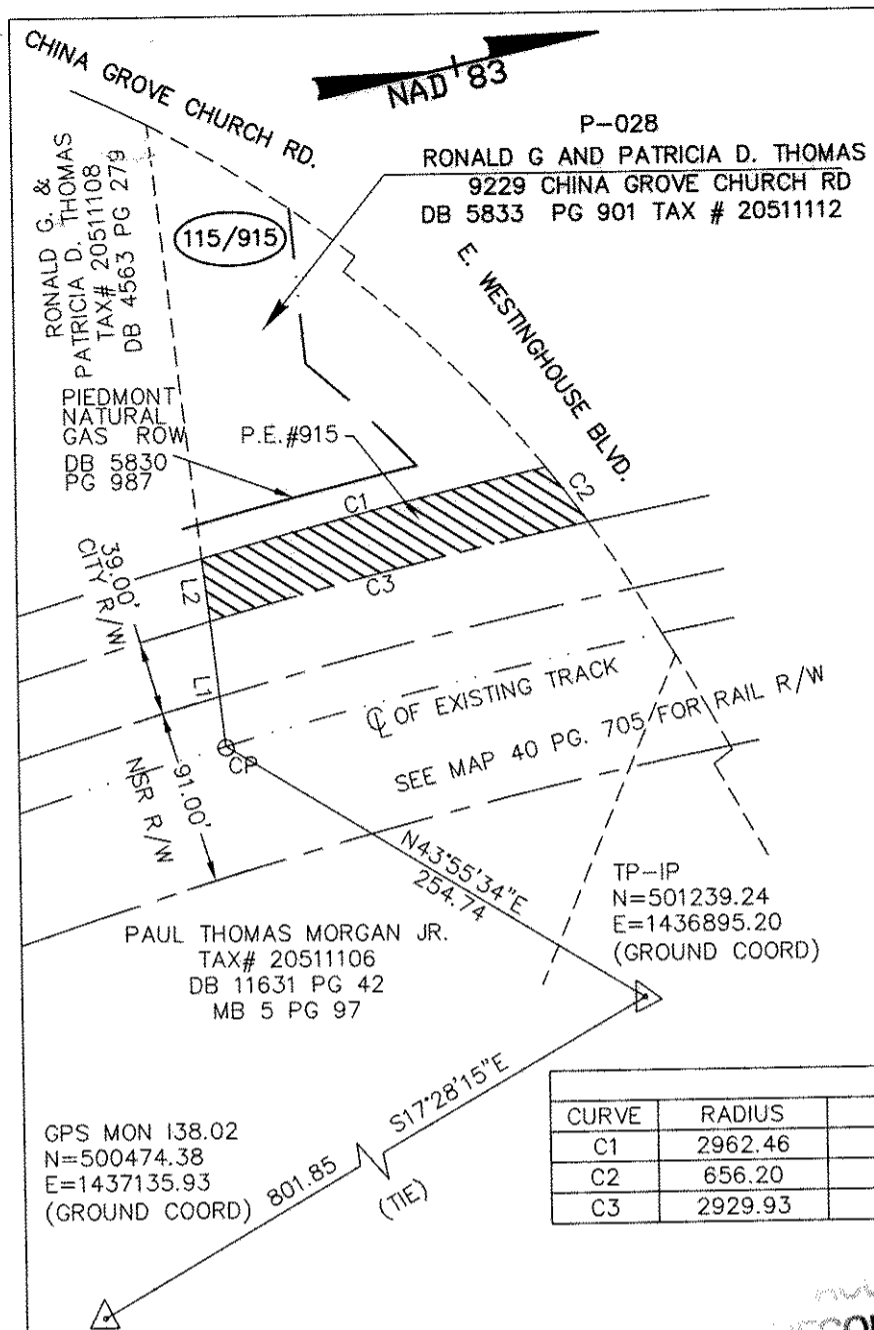 CHINA GROVE CHURCH RD.
NAD '83
P-028
RONALD G AND PATRICIA D. THOMAS
9229 CHINA GROVE CHURCH RD
DB 5833 PG 901 TAX # 20511112
RONALD G. &
PATRICIA D. THOMAS
TAX# 20511108
DB 4563 PG 279
115/915
E. WESTINGHOUSE BLVD.
PIEDMONT
NATURAL
GAS ROW
DB 5830
PG 987
P.E.#915
C1
C2
C3
L2
39.00'
CITY R/W
L1
℄ OF EXISTING TRACK
CP
SEE MAP 40 PG. 705 FOR RAIL R/W
91.00'
NSR R/W
N43°55'34"E
254.74
TP-IP
N=501239.24
E=1436895.20
(GROUND COORD)
PAUL THOMAS MORGAN JR.
TAX# 20511106
DB 11631 PG 42
MB 5 PG 97
S17°28'15"E
801.85
(TIE)
GPS MON I38.02
N=500474.38
E=1437135.93
(GROUND COORD)
CURVE RADIUS
C1 2962.46
C2 656.20
C3 2929.93